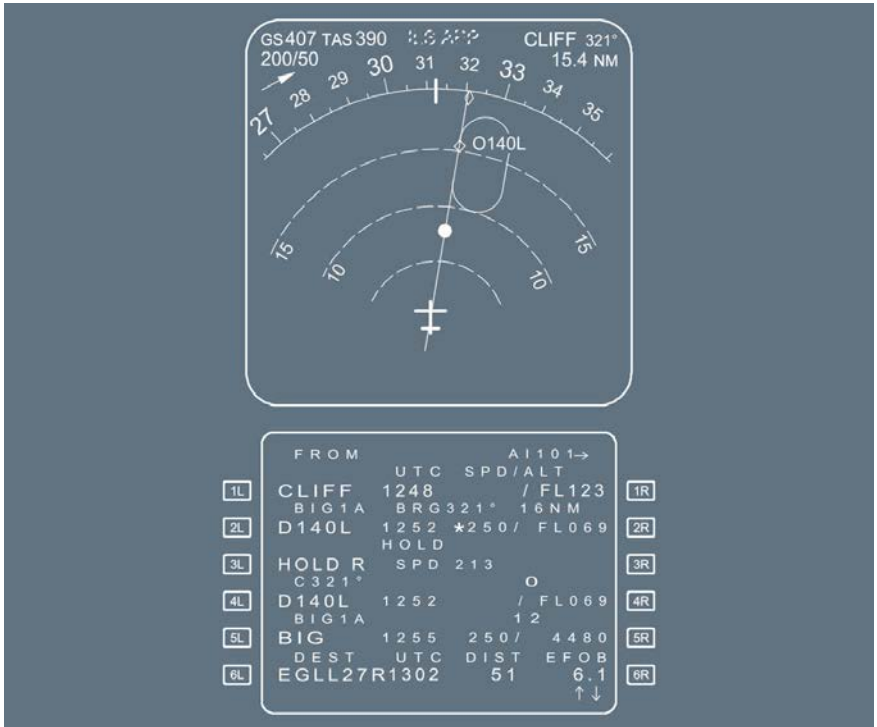 GS407 TAS 390 CLIFF 321°
200/50 15.4 NM
27 28 29 30 31 32 33 34 35
O140L
15 15
10 10
FROM AI101→
UTC SPD/ALT
1L CLIFF 1248 / FL123 1R
BIG1A BRG321° 16NM
2L D140L 1252 *250/ FL069 2R
HOLD
3L HOLD R SPD 213 3R
C321° O
4L D140L 1252 / FL069 4R
BIG1A 12
5L BIG 1255 250/ 4480 5R
DEST UTC DIST EFOB
6L EGLL27R1302 51 6.1 6R
↑↓